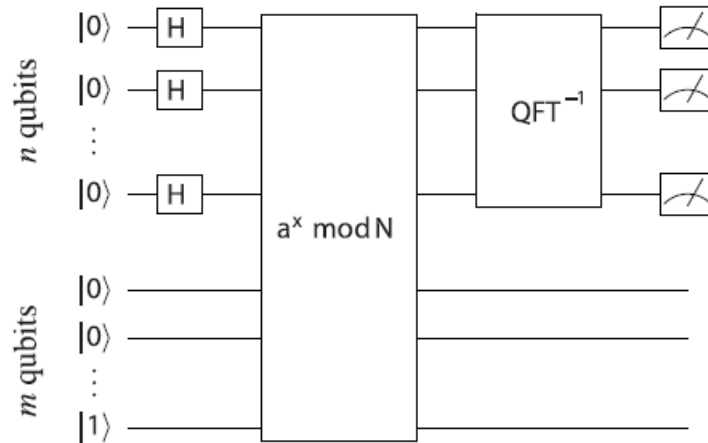 n qubits
|0⟩ H
|0⟩ H
⋮
|0⟩ H
a^x mod N
QFT^-1
m qubits
|0⟩
|0⟩
⋮
|1⟩